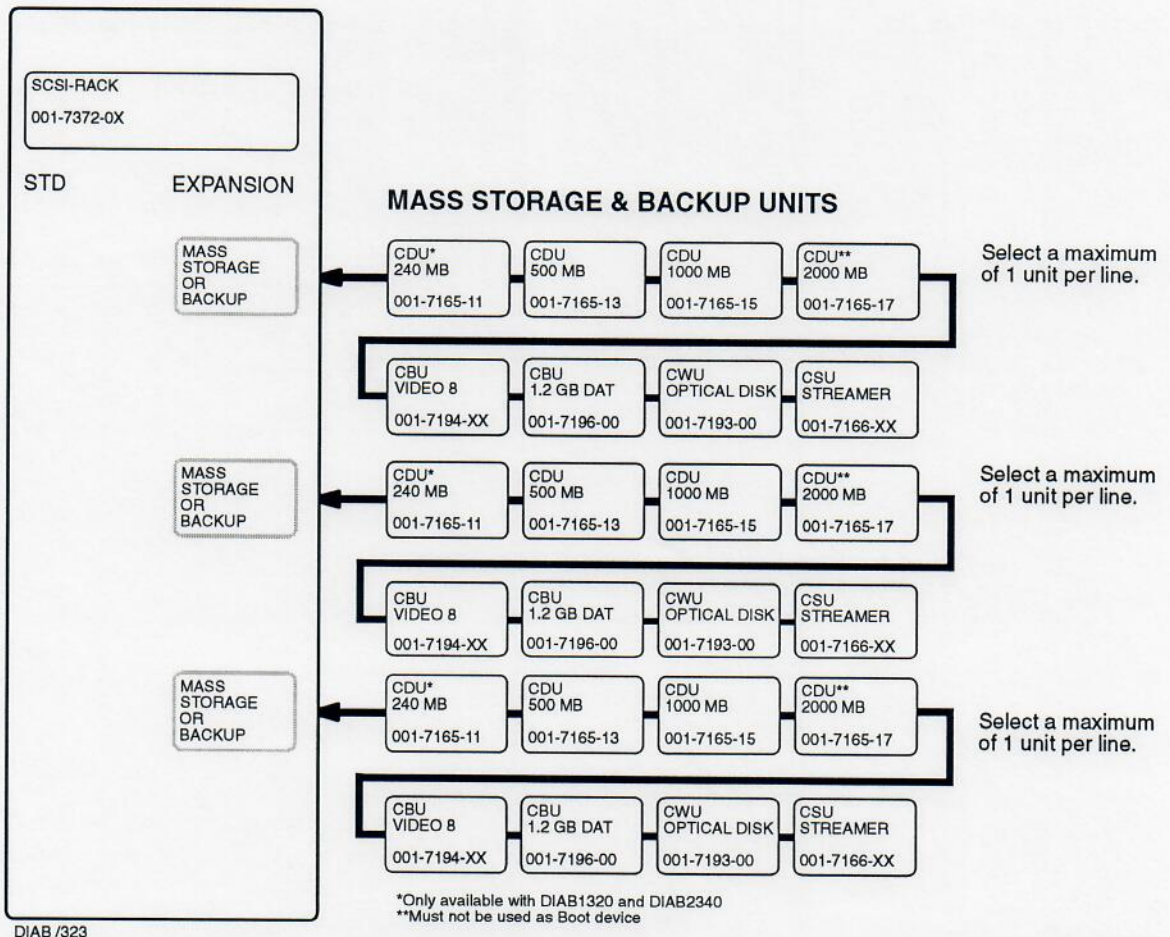 SCSI-RACK
001-7372-0X
STD
EXPANSION
MASS STORAGE & BACKUP UNITS
MASS
STORAGE
OR
BACKUP
CDU*
240 MB
001-7165-11
CDU
500 MB
001-7165-13
CDU
1000 MB
001-7165-15
CDU**
2000 MB
001-7165-17
Select a maximum
of 1 unit per line.
CBU
VIDEO 8
001-7194-XX
CBU
1.2 GB DAT
001-7196-00
CWU
OPTICAL DISK
001-7193-00
CSU
STREAMER
001-7166-XX
MASS
STORAGE
OR
BACKUP
CDU*
240 MB
001-7165-11
CDU
500 MB
001-7165-13
CDU
1000 MB
001-7165-15
CDU**
2000 MB
001-7165-17
Select a maximum
of 1 unit per line.
CBU
VIDEO 8
001-7194-XX
CBU
1.2 GB DAT
001-7196-00
CWU
OPTICAL DISK
001-7193-00
CSU
STREAMER
001-7166-XX
MASS
STORAGE
OR
BACKUP
CDU*
240 MB
001-7165-11
CDU
500 MB
001-7165-13
CDU
1000 MB
001-7165-15
CDU**
2000 MB
001-7165-17
Select a maximum
of 1 unit per line.
CBU
VIDEO 8
001-7194-XX
CBU
1.2 GB DAT
001-7196-00
CWU
OPTICAL DISK
001-7193-00
CSU
STREAMER
001-7166-XX
*Only available with DIAB1320 and DIAB2340
**Must not be used as Boot device
DIAB /323